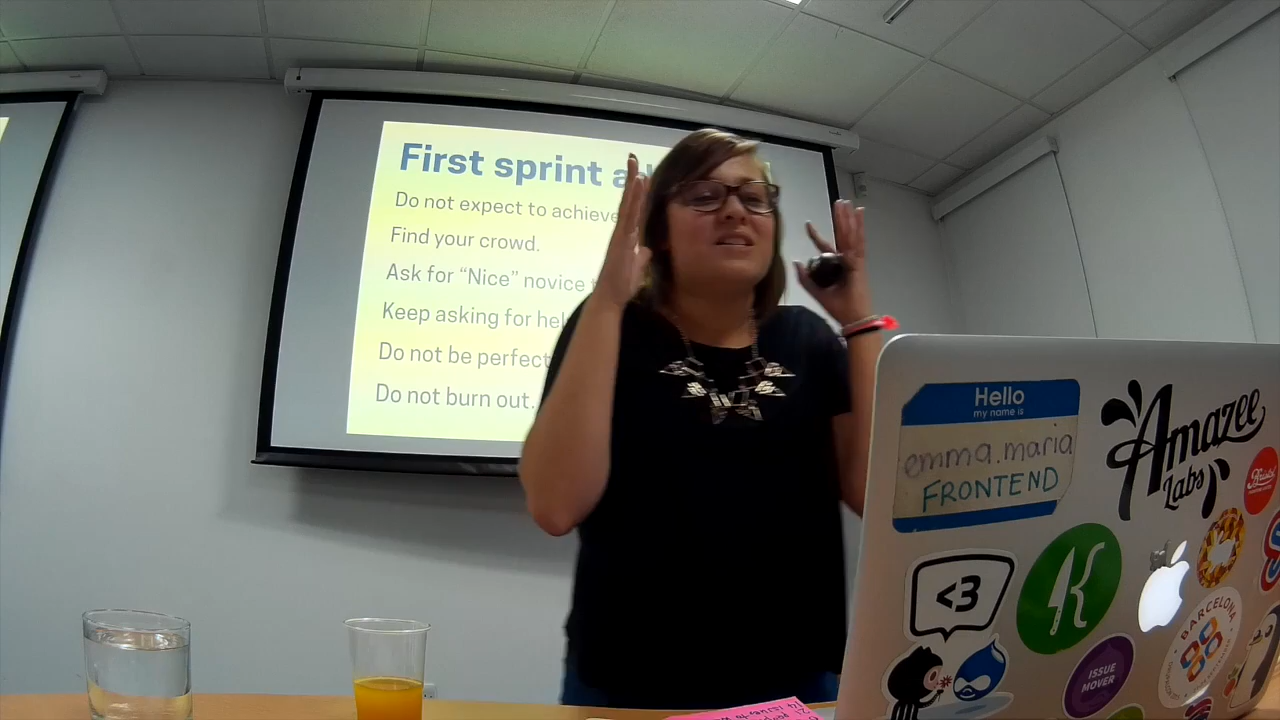 First sprint
Do not expect to achieve
Find your crowd.
Ask for “Nice” novice
Keep asking for
Do not be perfect
Do not burn out.
Hello
my name is
emma.maria
FRONTEND
Amazee
Labs
Bristol
<3
K
BARCELONA
ISSUE
MOVER